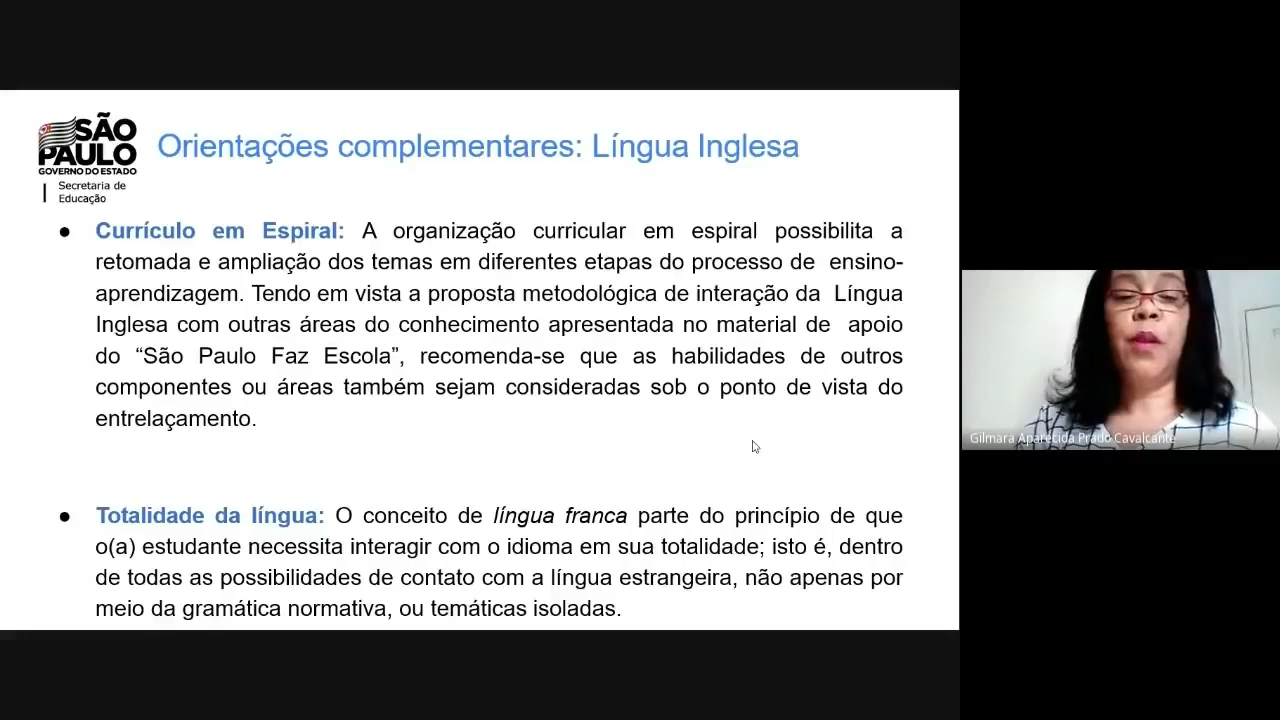 SÃO
PAULO
GOVERNO DO ESTADO
Secretaria de
Educação
Orientações complementares: Língua Inglesa
● Currículo em Espiral: A organização curricular em espiral possibilita a
retomada e ampliação dos temas em diferentes etapas do processo de ensino-
aprendizagem. Tendo em vista a proposta metodológica de interação da Língua
Inglesa com outras áreas do conhecimento apresentada no material de apoio
do “São Paulo Faz Escola”, recomenda-se que as habilidades de outros
componentes ou áreas também sejam consideradas sob o ponto de vista do
entrelaçamento.
● Totalidade da língua: O conceito de língua franca parte do princípio de que
o(a) estudante necessita interagir com o idioma em sua totalidade; isto é, dentro
de todas as possibilidades de contato com a língua estrangeira, não apenas por
meio da gramática normativa, ou temáticas isoladas.
Gilmara Aparecida Prado Cavalcante